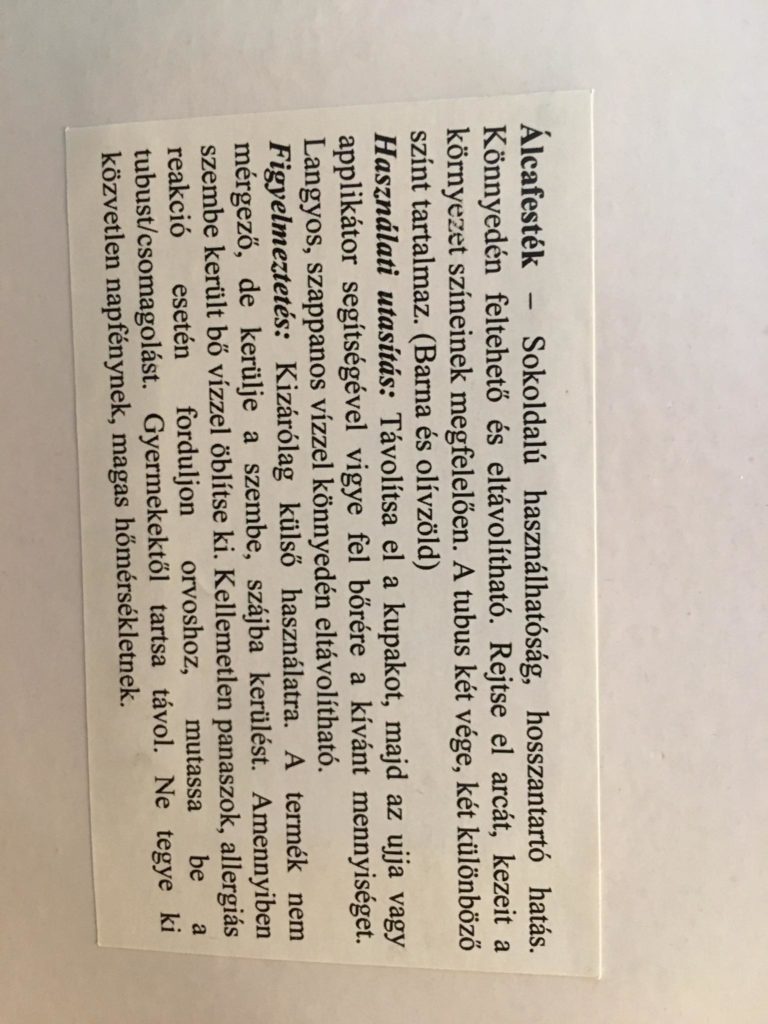 Álcafesték – Sokoldalú használhatóság, hosszantartó hatás.
Könnyedén feltehető és eltávolítható. Rejtse el arcát, kezeit a
környezet színeinek megfelelően. A tubus két vége, két különböző
színt tartalmaz. (Barna és olívzöld)
Használati utasítás: Távolítsa el a kupakot, majd az ujja vagy
applikátor segítségével vigye fel bőrére a kívánt mennyiséget.
Langyos, szappanos vízzel könnyedén eltávolítható.
Figyelmeztetés: Kizárólag külső használatra. A termék nem
mérgező, de kerülje a szembe, szájba kerülést. Amennyiben
szembe került bő vízzel öblítse ki. Kellemetlen panaszok, allergiás
reakció esetén forduljon orvoshoz, mutassa be a
tubust/csomagolást. Gyermekektől tartsa távol. Ne tegye ki
közvetlen napfénynek, magas hőmérsékletnek.